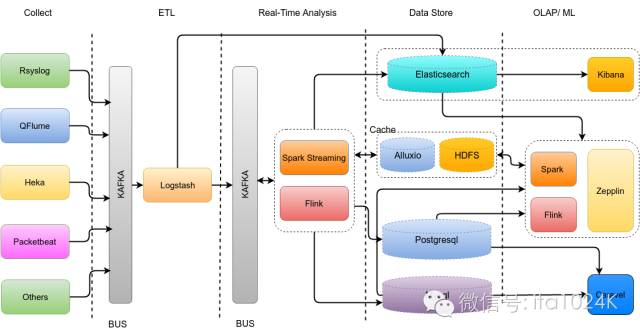 Collect
ETL
Real-Time Analysis
Data Store
OLAP/ ML
Rsyslog
QFlume
Heka
Packetbeat
Others
KAFKA
BUS
Logstash
KAFKA
BUS
Spark Streaming
Flink
Elasticsearch
Cache
Alluxio
HDFS
Postgresql
Kibana
Spark
Flink
Zepplin
微信号: ita1024K